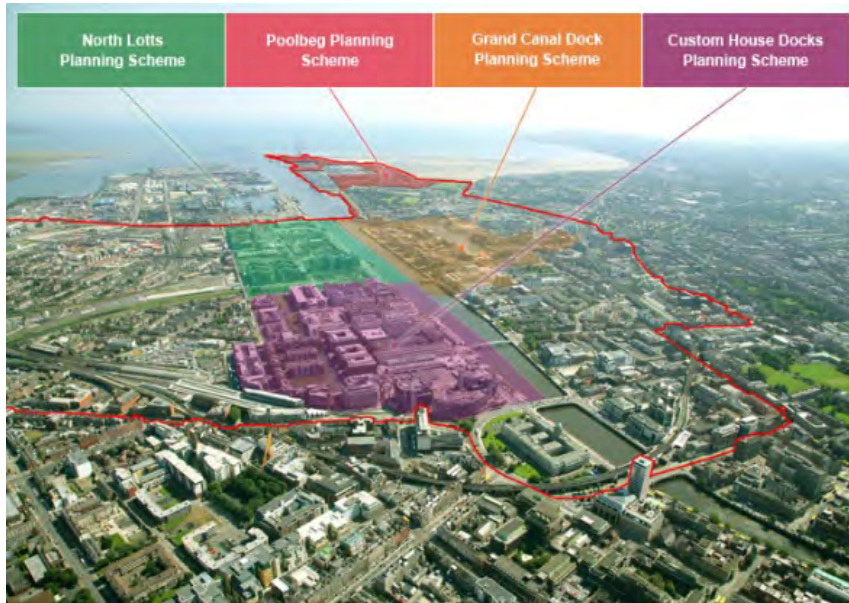 North Lotts
Planning Scheme
Poolbeg Planning
Scheme
Grand Canal Dock
Planning Scheme
Custom House Docks
Planning Scheme